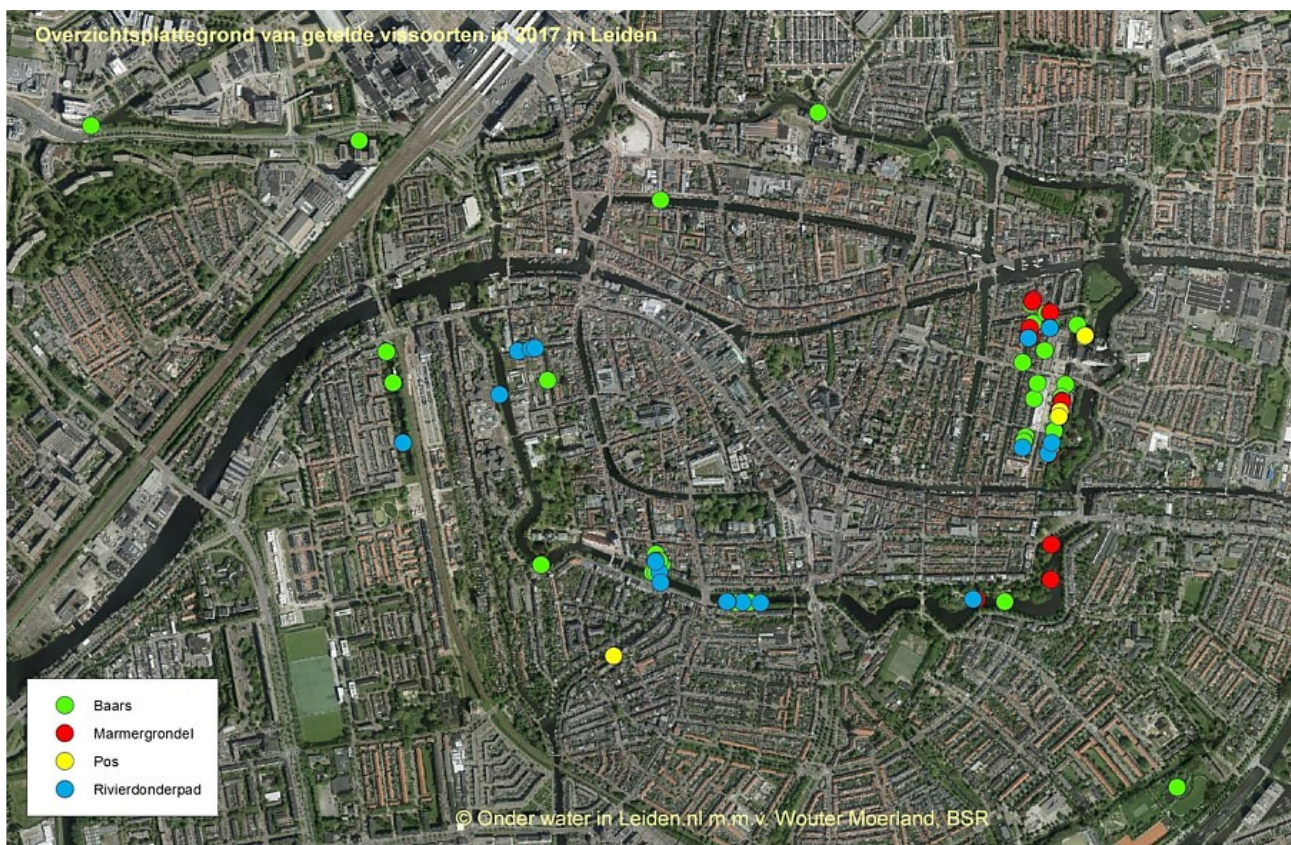 Overzichtsplattegrond van getelde vissoorten in 2017 in Leiden
Baars
Marmergrondel
Pos
Rivierdonderpad
© Onder water in Leiden.nl m.m.v. Wouter Moerland, BSR